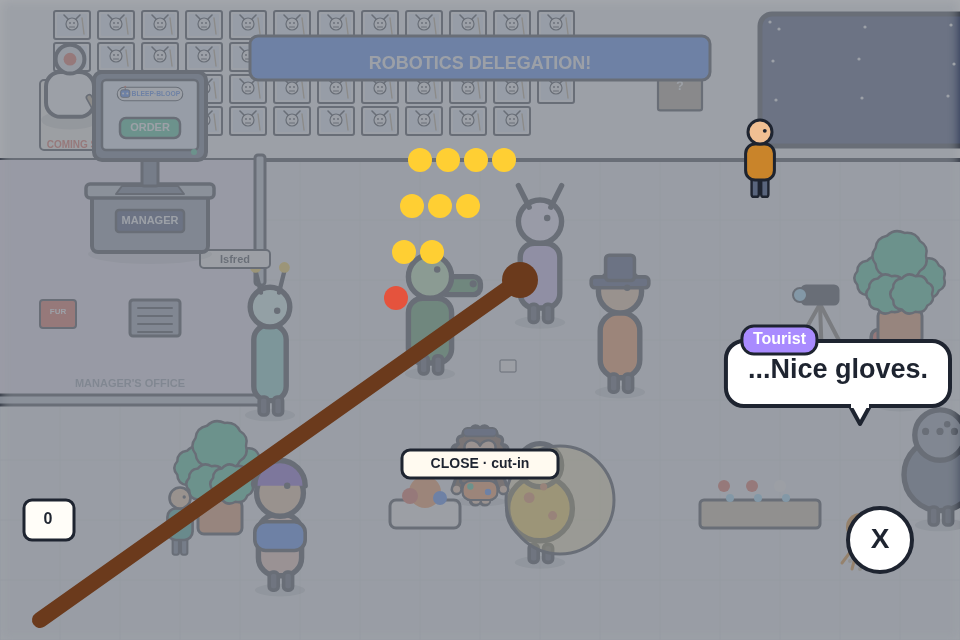 ROBOTICS DELEGATION!
BLEEP-BLOOP
ORDER
?
COMING
MANAGER
Isfred
FUR
MANAGER'S OFFICE
Tourist
...Nice gloves.
CLOSE · cut-in
0
X